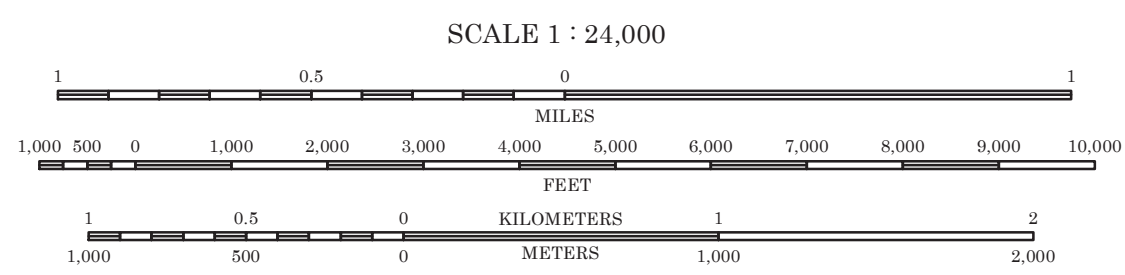 SCALE 1 : 24,000
1 0.5 0 1
MILES
1,000 500 0 1,000 2,000 3,000 4,000 5,000 6,000 7,000 8,000 9,000 10,000
FEET
1 0.5 0 KILOMETERS 1 2
1,000 500 0 METERS 1,000 2,000